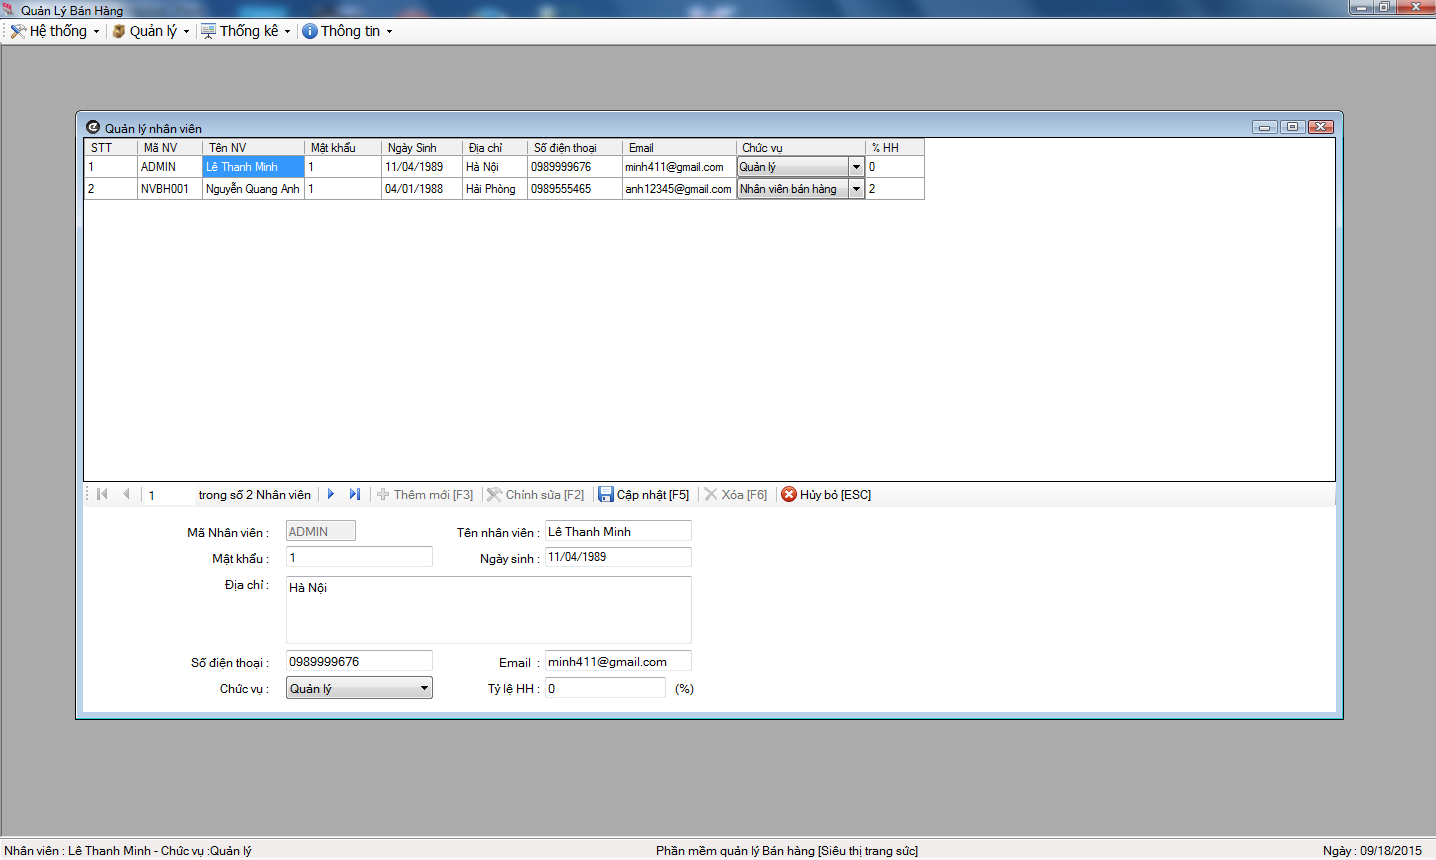 Quản Lý Bán Hàng
Hệ thống Quản lý Thống kê Thông tin
Quản lý nhân viên
STT Mã NV Tên NV Mật khẩu Ngày Sinh Địa chỉ Số điện thoại Email Chức vụ % HH
1 ADMIN Lê Thanh Minh 1 11/04/1989 Hà Nội 0989999676 minh411@gmail.com Quản lý 0
2 NVBH001 Nguyễn Quang Anh 1 04/01/1988 Hải Phòng 0989555465 anh12345@gmail.com Nhân viên bán hàng 2
1 trong số 2 Nhân viên Thêm mới [F3] Chỉnh sửa [F2] Cập nhật [F5] Xóa [F6] Hủy bỏ [ESC]
Mã Nhân viên : ADMIN Tên nhân viên : Lê Thanh Minh
Mật khẩu : 1 Ngày sinh : 11/04/1989
Địa chỉ : Hà Nội
Số điện thoại : 0989999676 Email : minh411@gmail.com
Chức vụ : Quản lý Tỷ lệ HH : 0 (%)
Nhân viên : Lê Thanh Minh - Chức vụ :Quản lý Phần mềm quản lý Bán hàng [Siêu thị trang sức] Ngày : 09/18/2015